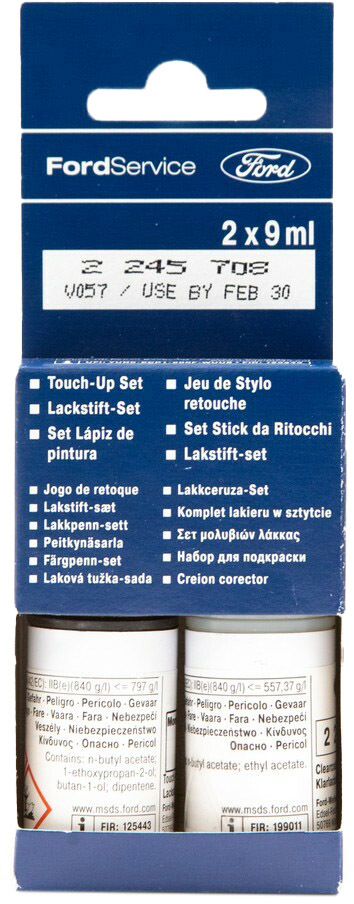 FordService Ford
2 x 9 ml
2 245 708
V057 / USE BY FEB 30
Touch-Up Set
Lackstift-Set
Set Lápiz de
pintura
Jeu de Stylo
retouche
Set Stick da Ritocchi
Lakstift-set
Jogo de retoque
Lakstift-sæt
Lakkpenn-sett
Peitkynäsarla
Färgpenn-set
Laková tužka-sada
Lakkceruza-Set
Komplet lakieru w sztyfcie
Σετ μολυβιών λάκκας
Набор для подкраски
Creion corector
IIB(e)(840 g/l) <= 797 g/l
Peligro - Pericolo - Gevaar
Fare - Vaara - Fara - Nebezpečí
Veszély - Niebezpieczeństwo
Κίνδυνος - Опасно - Pericol
Contains: n-butyl acetate;
1-ethoxypropan-2-ol;
butan-1-ol; dipentene.
www.msds.ford.com
i FIR: 125443
IIB(e)(840 g/l) <= 557,37 g/l
Peligro - Pericolo - Gevaar
Fare - Vaara - Fara - Nebezpečí
Niebezpieczeństwo
Κίνδυνος - Опасно - Pericol
n-butyl acetate; ethyl acetate.
www.msds.ford.com
i FIR: 199011
2